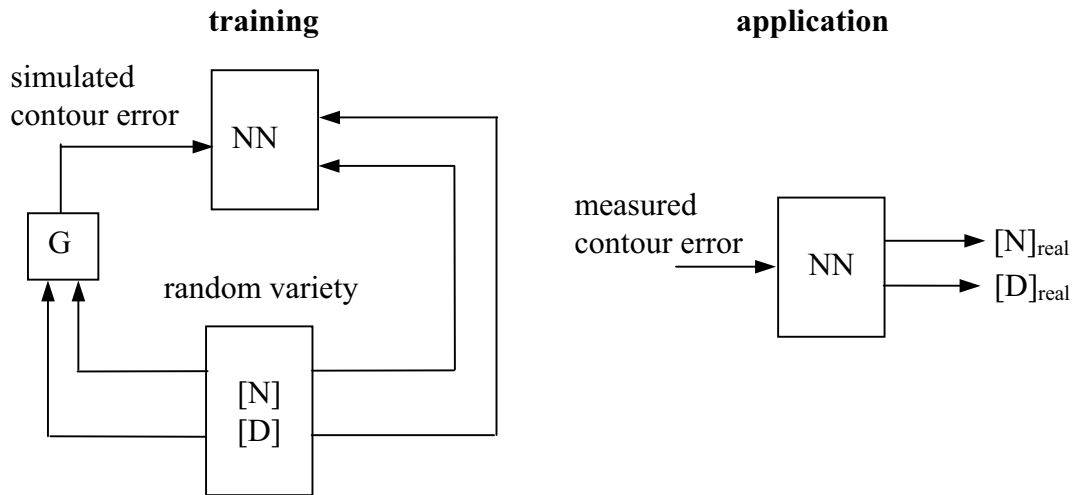 training
simulated
contour error
NN
G
random variety
[N]
[D]
application
measured
contour error
NN
[N]real
[D]real